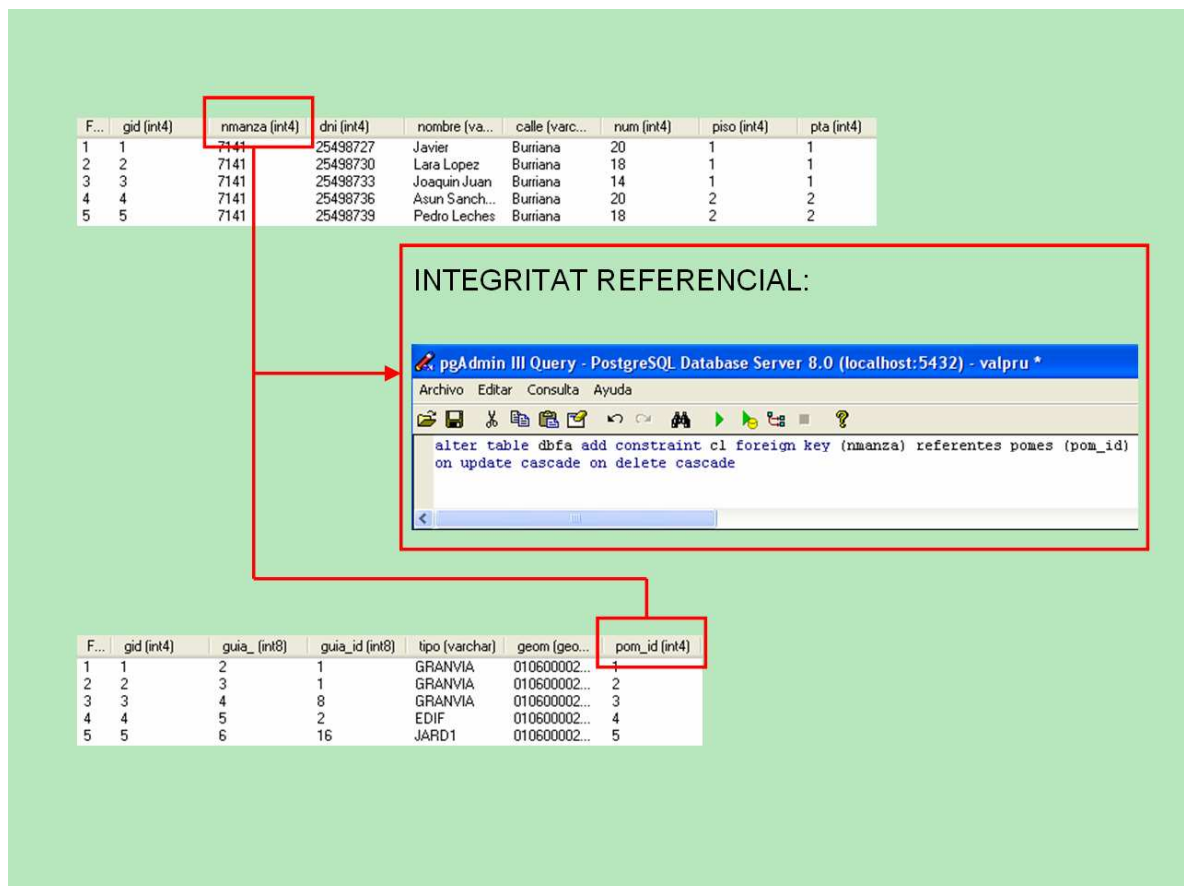 F... gid (int4) nmanza (int4) dni (int4) nombre (va... calle (varc... num (int4) piso (int4) pta (int4)
1 1 7141 25498727 Javier Burriana 20 1 1
2 2 7141 25498730 Lara Lopez Burriana 18 1 1
3 3 7141 25498733 Joaquin Juan Burriana 14 1 1
4 4 7141 25498736 Asun Sanch... Burriana 20 2 2
5 5 7141 25498739 Pedro Leches Burriana 18 2 2
INTEGRITAT REFERENCIAL:
pgAdmin III Query - PostgreSQL Database Server 8.0 (localhost:5432) - valpru *
Archivo Editar Consulta Ayuda
alter table dbfa add constraint cl foreign key (nmanza) referentes pomes (pom_id)
on update cascade on delete cascade
F... gid (int4) guia_ (int8) guia_id (int8) tipo (varchar) geom (geo... pom_id (int4)
1 1 2 1 GRANVIA 010600002... 1
2 2 3 1 GRANVIA 010600002... 2
3 3 4 8 GRANVIA 010600002... 3
4 4 5 2 EDIF 010600002... 4
5 5 6 16 JARD1 010600002... 5